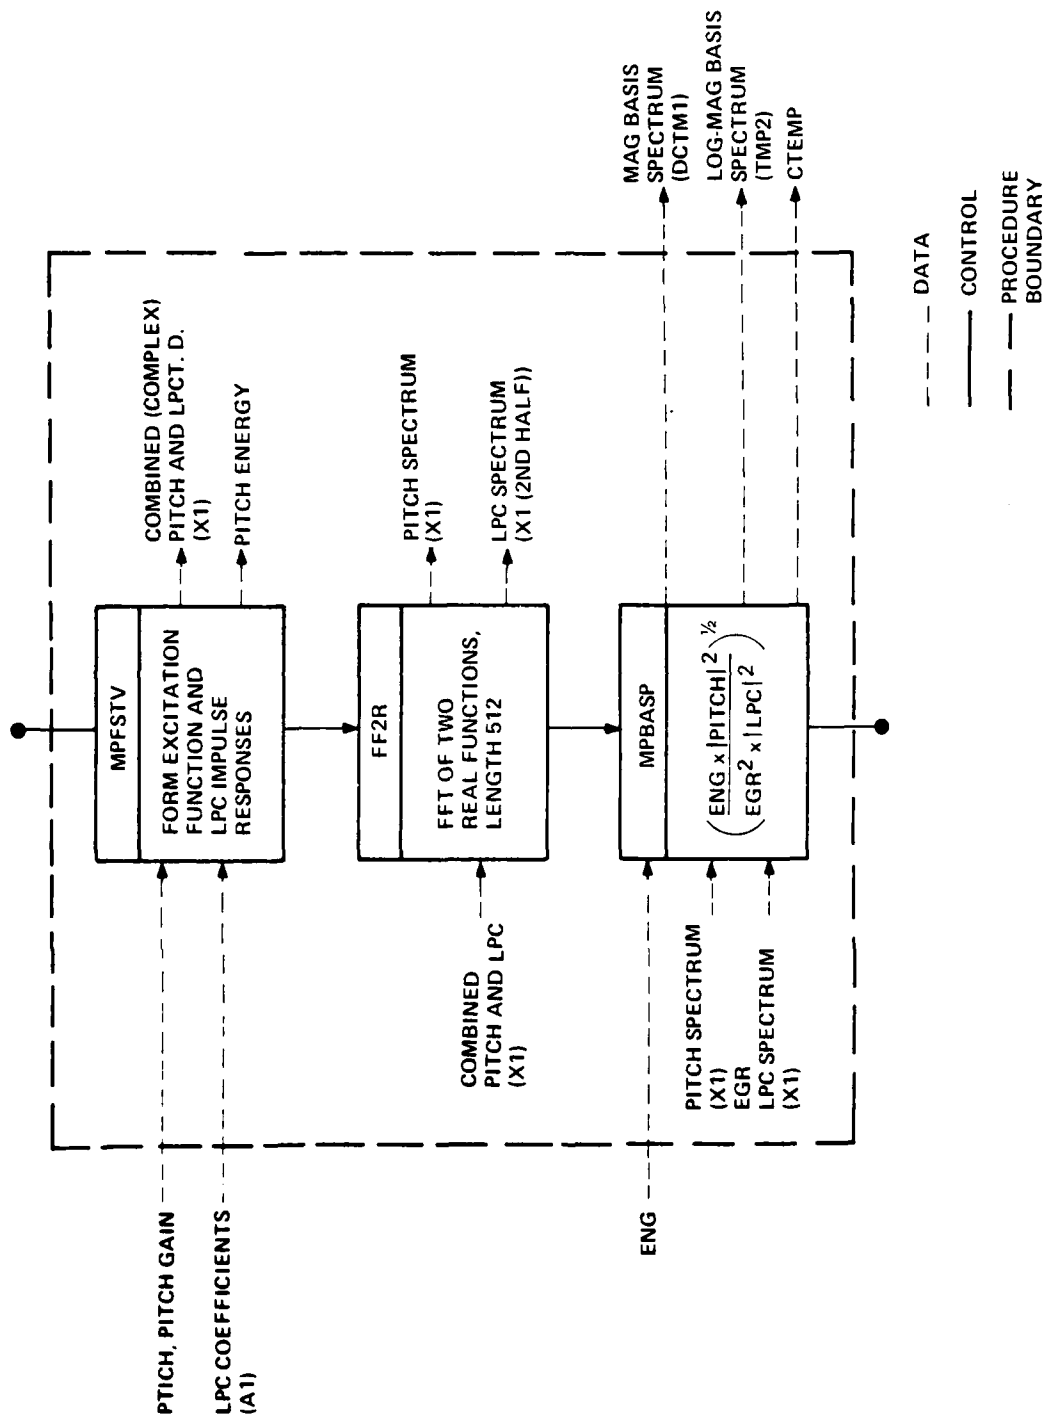 PTICH, PITCH GAIN
LPC COEFFICIENTS
(A1)
MPFSTV
FORM EXCITATION
FUNCTION AND
LPC IMPULSE
RESPONSES
COMBINED (COMPLEX)
PITCH AND LPCT. D.
(X1)
PITCH ENERGY
COMBINED
PITCH AND LPC
(X1)
FF2R
FFT OF TWO
REAL FUNCTIONS,
LENGTH 512
PITCH SPECTRUM
(X1)
LPC SPECTRUM
(X1 (2ND HALF))
ENG
PITCH SPECTRUM
(X1)
EGR
LPC SPECTRUM
(X1)
MPBASP
(ENG x |PITCH|² / EGR² x |LPC|²)^½
MAG BASIS
SPECTRUM
(DCTM1)
LOG-MAG BASIS
SPECTRUM
(TMP2)
CTEMP
DATA
CONTROL
PROCEDURE
BOUNDARY